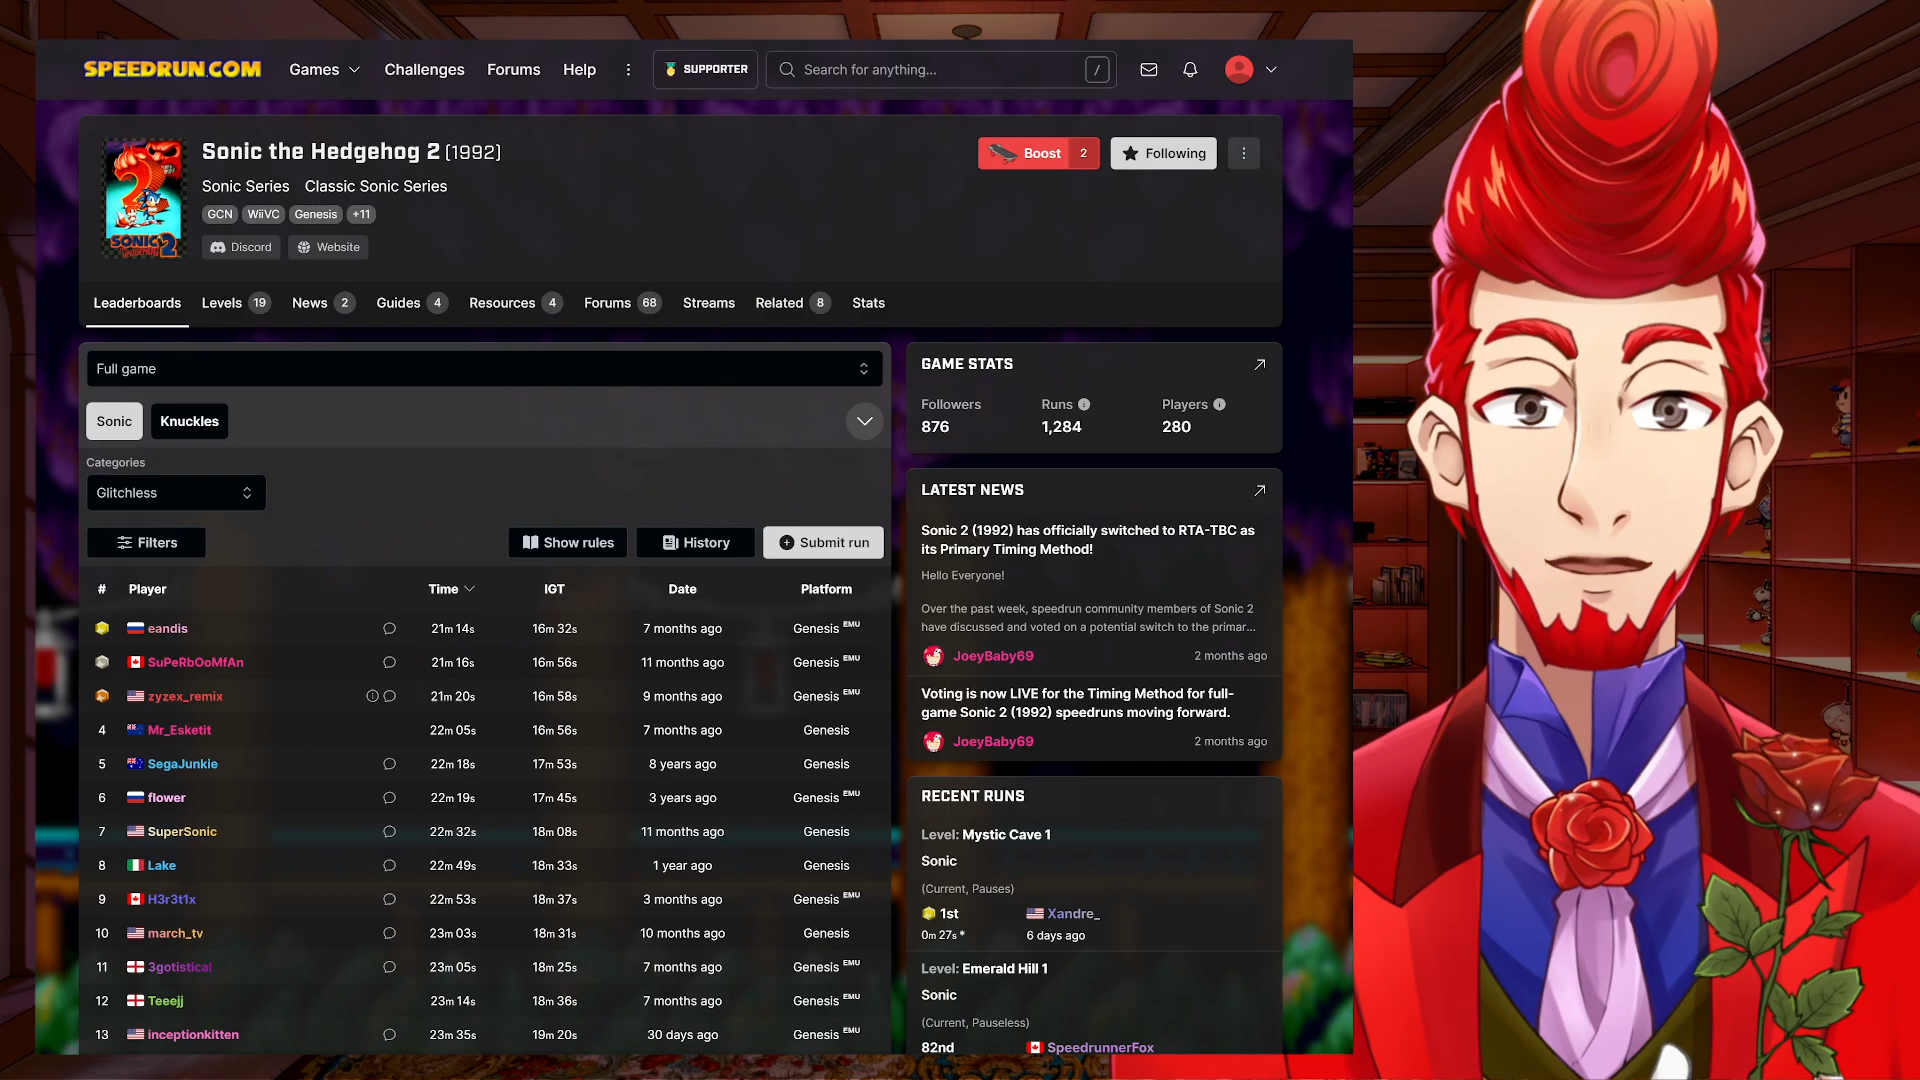 SPEEDRUN.COM
Games
Challenges
Forums
Help
SUPPORTER
Search for anything...
/
Sonic the Hedgehog 2 [1992]
Boost 2
Following
Sonic Series Classic Sonic Series
GCN WiiVC Genesis +11
Discord Website
Leaderboards Levels 19 News 2 Guides 4 Resources 4 Forums 68 Streams Related 8 Stats
Full game
Sonic Knuckles
Categories
Glitchless
Filters Show rules History Submit run
# Player Time IGT Date Platform
eandis 21m 14s 16m 32s 7 months ago Genesis EMU
SuPeRbOoMfAn 21m 16s 16m 56s 11 months ago Genesis EMU
zyzex_remix 21m 20s 16m 58s 9 months ago Genesis EMU
4 Mr_Esketit 22m 05s 16m 56s 7 months ago Genesis
5 SegaJunkie 22m 18s 17m 53s 8 years ago Genesis
6 flower 22m 19s 17m 45s 3 years ago Genesis EMU
7 SuperSonic 22m 32s 18m 08s 11 months ago Genesis
8 Lake 22m 49s 18m 33s 1 year ago Genesis
9 H3r3t1x 22m 53s 18m 37s 3 months ago Genesis EMU
10 march_tv 23m 03s 18m 31s 10 months ago Genesis
11 3gotistical 23m 05s 18m 25s 7 months ago Genesis EMU
12 Teeejj 23m 14s 18m 36s 7 months ago Genesis EMU
13 inceptionkitten 23m 35s 19m 20s 30 days ago Genesis EMU
GAME STATS
Followers Runs Players
876 1,284 280
LATEST NEWS
Sonic 2 (1992) has officially switched to RTA-TBC as
its Primary Timing Method!
Hello Everyone!
Over the past week, speedrun community members of Sonic 2
have discussed and voted on a potential switch to the primar...
JoeyBaby69 2 months ago
Voting is now LIVE for the Timing Method for full-
game Sonic 2 (1992) speedruns moving forward.
JoeyBaby69 2 months ago
RECENT RUNS
Level: Mystic Cave 1
Sonic
(Current, Pauses)
1st Xandre_
0m 27s * 6 days ago
Level: Emerald Hill 1
Sonic
(Current, Pauseless)
82nd SpeedrunnerFox
2
SONIC
2